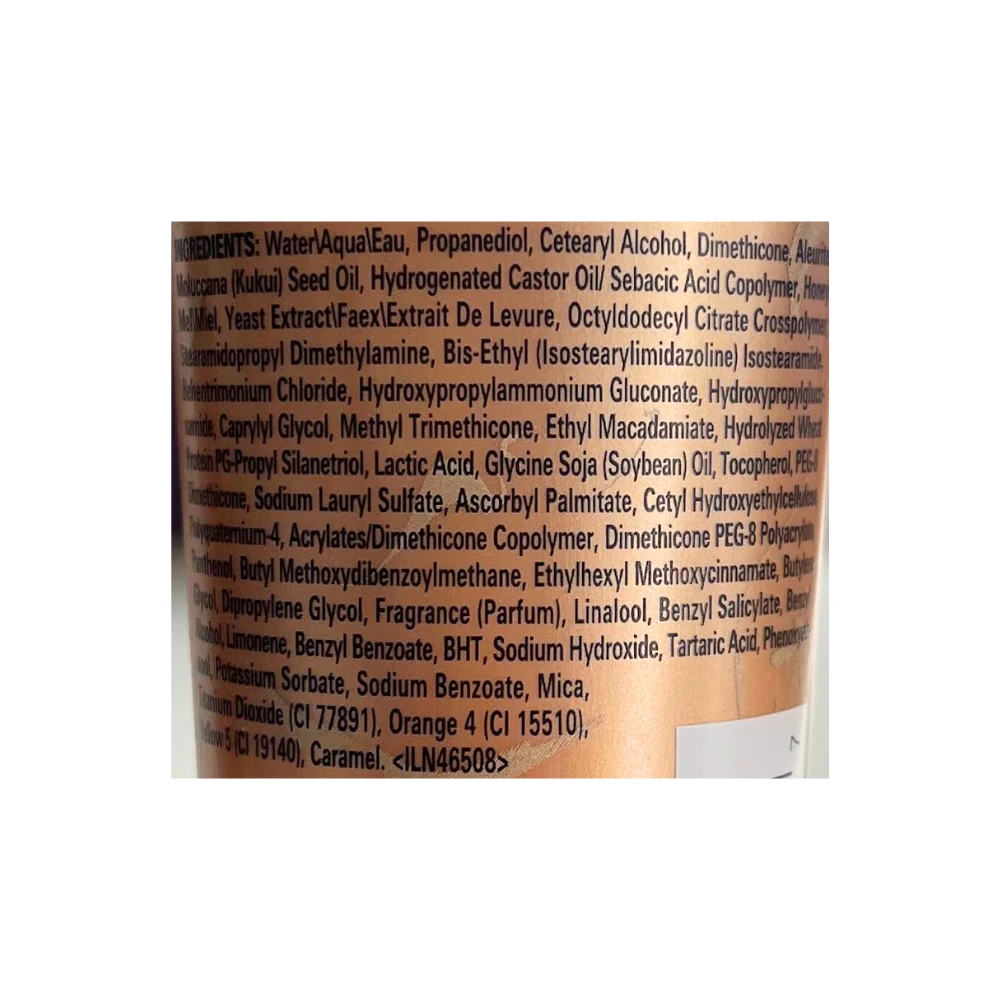 INGREDIENTS: Water\Aqua\Eau, Propanediol, Cetearyl Alcohol, Dimethicone, Aleurites
Moluccana (Kukui) Seed Oil, Hydrogenated Castor Oil/ Sebacic Acid Copolymer, Honey\
Mel\Miel, Yeast Extract\Faex\Extrait De Levure, Octyldodecyl Citrate Crosspolymer,
Stearamidopropyl Dimethylamine, Bis-Ethyl (Isostearylimidazoline) Isostearamide,
Behentrimonium Chloride, Hydroxypropylammonium Gluconate, Hydroxypropylgluco-
namide, Caprylyl Glycol, Methyl Trimethicone, Ethyl Macadamiate, Hydrolyzed Wheat
Protein PG-Propyl Silanetriol, Lactic Acid, Glycine Soja (Soybean) Oil, Tocopherol, PEG-8
Dimethicone, Sodium Lauryl Sulfate, Ascorbyl Palmitate, Cetyl Hydroxyethylcellulose,
Polyquaternium-4, Acrylates/Dimethicone Copolymer, Dimethicone PEG-8 Polyacrylate,
Panthenol, Butyl Methoxydibenzoylmethane, Ethylhexyl Methoxycinnamate, Butylene
Glycol, Dipropylene Glycol, Fragrance (Parfum), Linalool, Benzyl Salicylate, Benzyl
Alcohol, Limonene, Benzyl Benzoate, BHT, Sodium Hydroxide, Tartaric Acid, Phenoxyeth-
anol, Potassium Sorbate, Sodium Benzoate, Mica,
Titanium Dioxide (CI 77891), Orange 4 (CI 15510),
Yellow 5 (CI 19140), Caramel. <ILN46508>